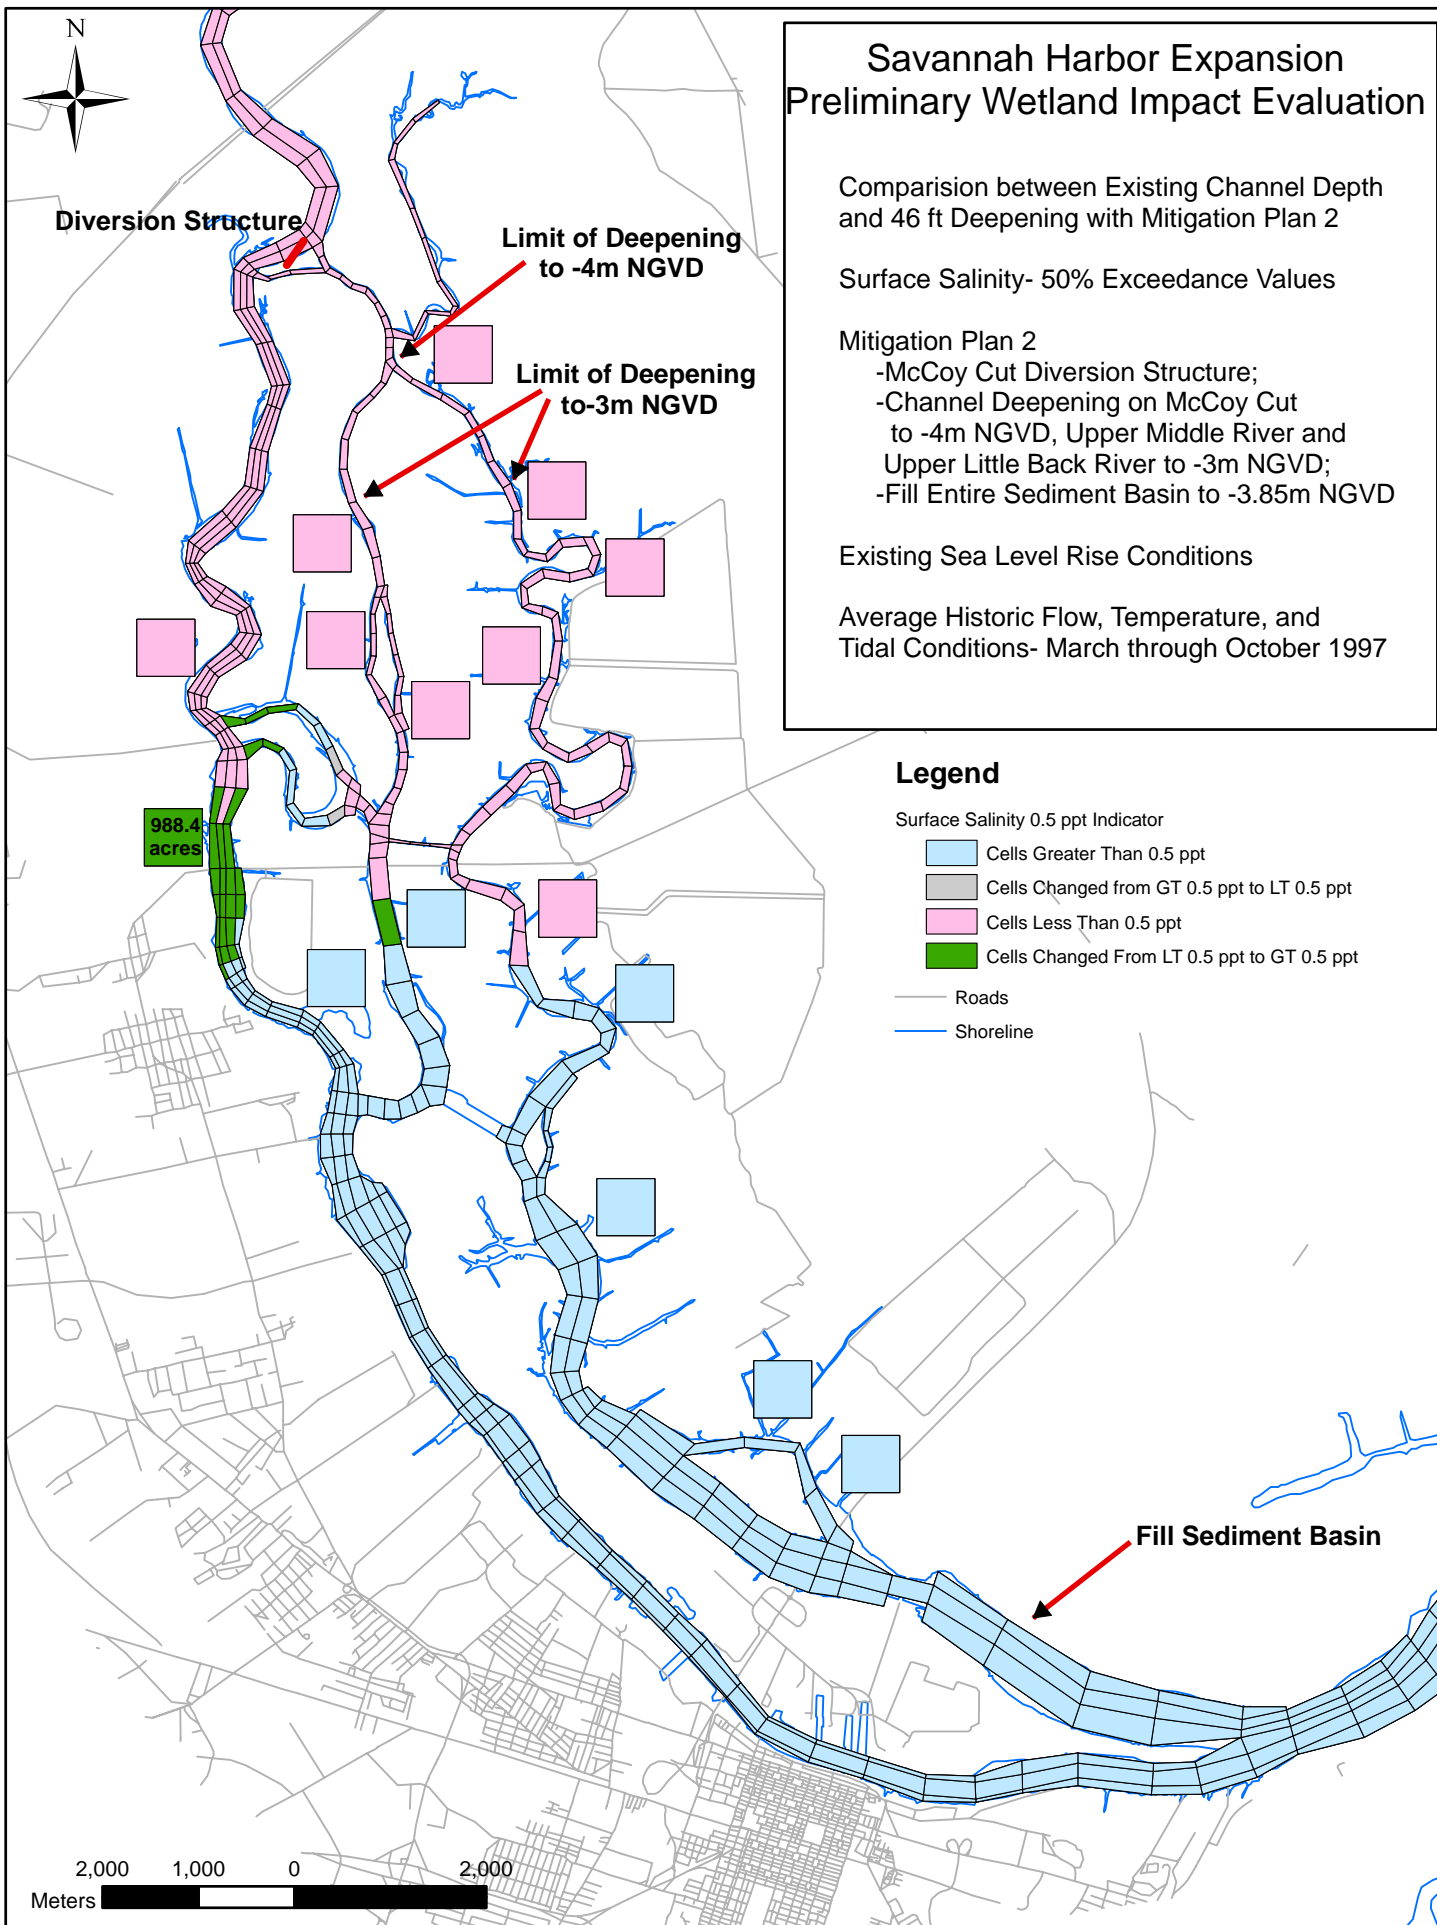 N
Savannah Harbor Expansion
Preliminary Wetland Impact Evaluation
Comparision between Existing Channel Depth
and 46 ft Deepening with Mitigation Plan 2
Surface Salinity- 50% Exceedance Values
Mitigation Plan 2
-McCoy Cut Diversion Structure;
-Channel Deepening on McCoy Cut
to -4m NGVD, Upper Middle River and
Upper Little Back River to -3m NGVD;
-Fill Entire Sediment Basin to -3.85m NGVD
Existing Sea Level Rise Conditions
Average Historic Flow, Temperature, and
Tidal Conditions- March through October 1997
Diversion Structure
Limit of Deepening
to -4m NGVD
Limit of Deepening
to-3m NGVD
988.4
acres
Legend
Surface Salinity 0.5 ppt Indicator
Cells Greater Than 0.5 ppt
Cells Changed from GT 0.5 ppt to LT 0.5 ppt
Cells Less Than 0.5 ppt
Cells Changed From LT 0.5 ppt to GT 0.5 ppt
Roads
Shoreline
Fill Sediment Basin
2,000 1,000 0 2,000
Meters